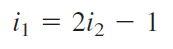 i₁ = 2i₂ − 1